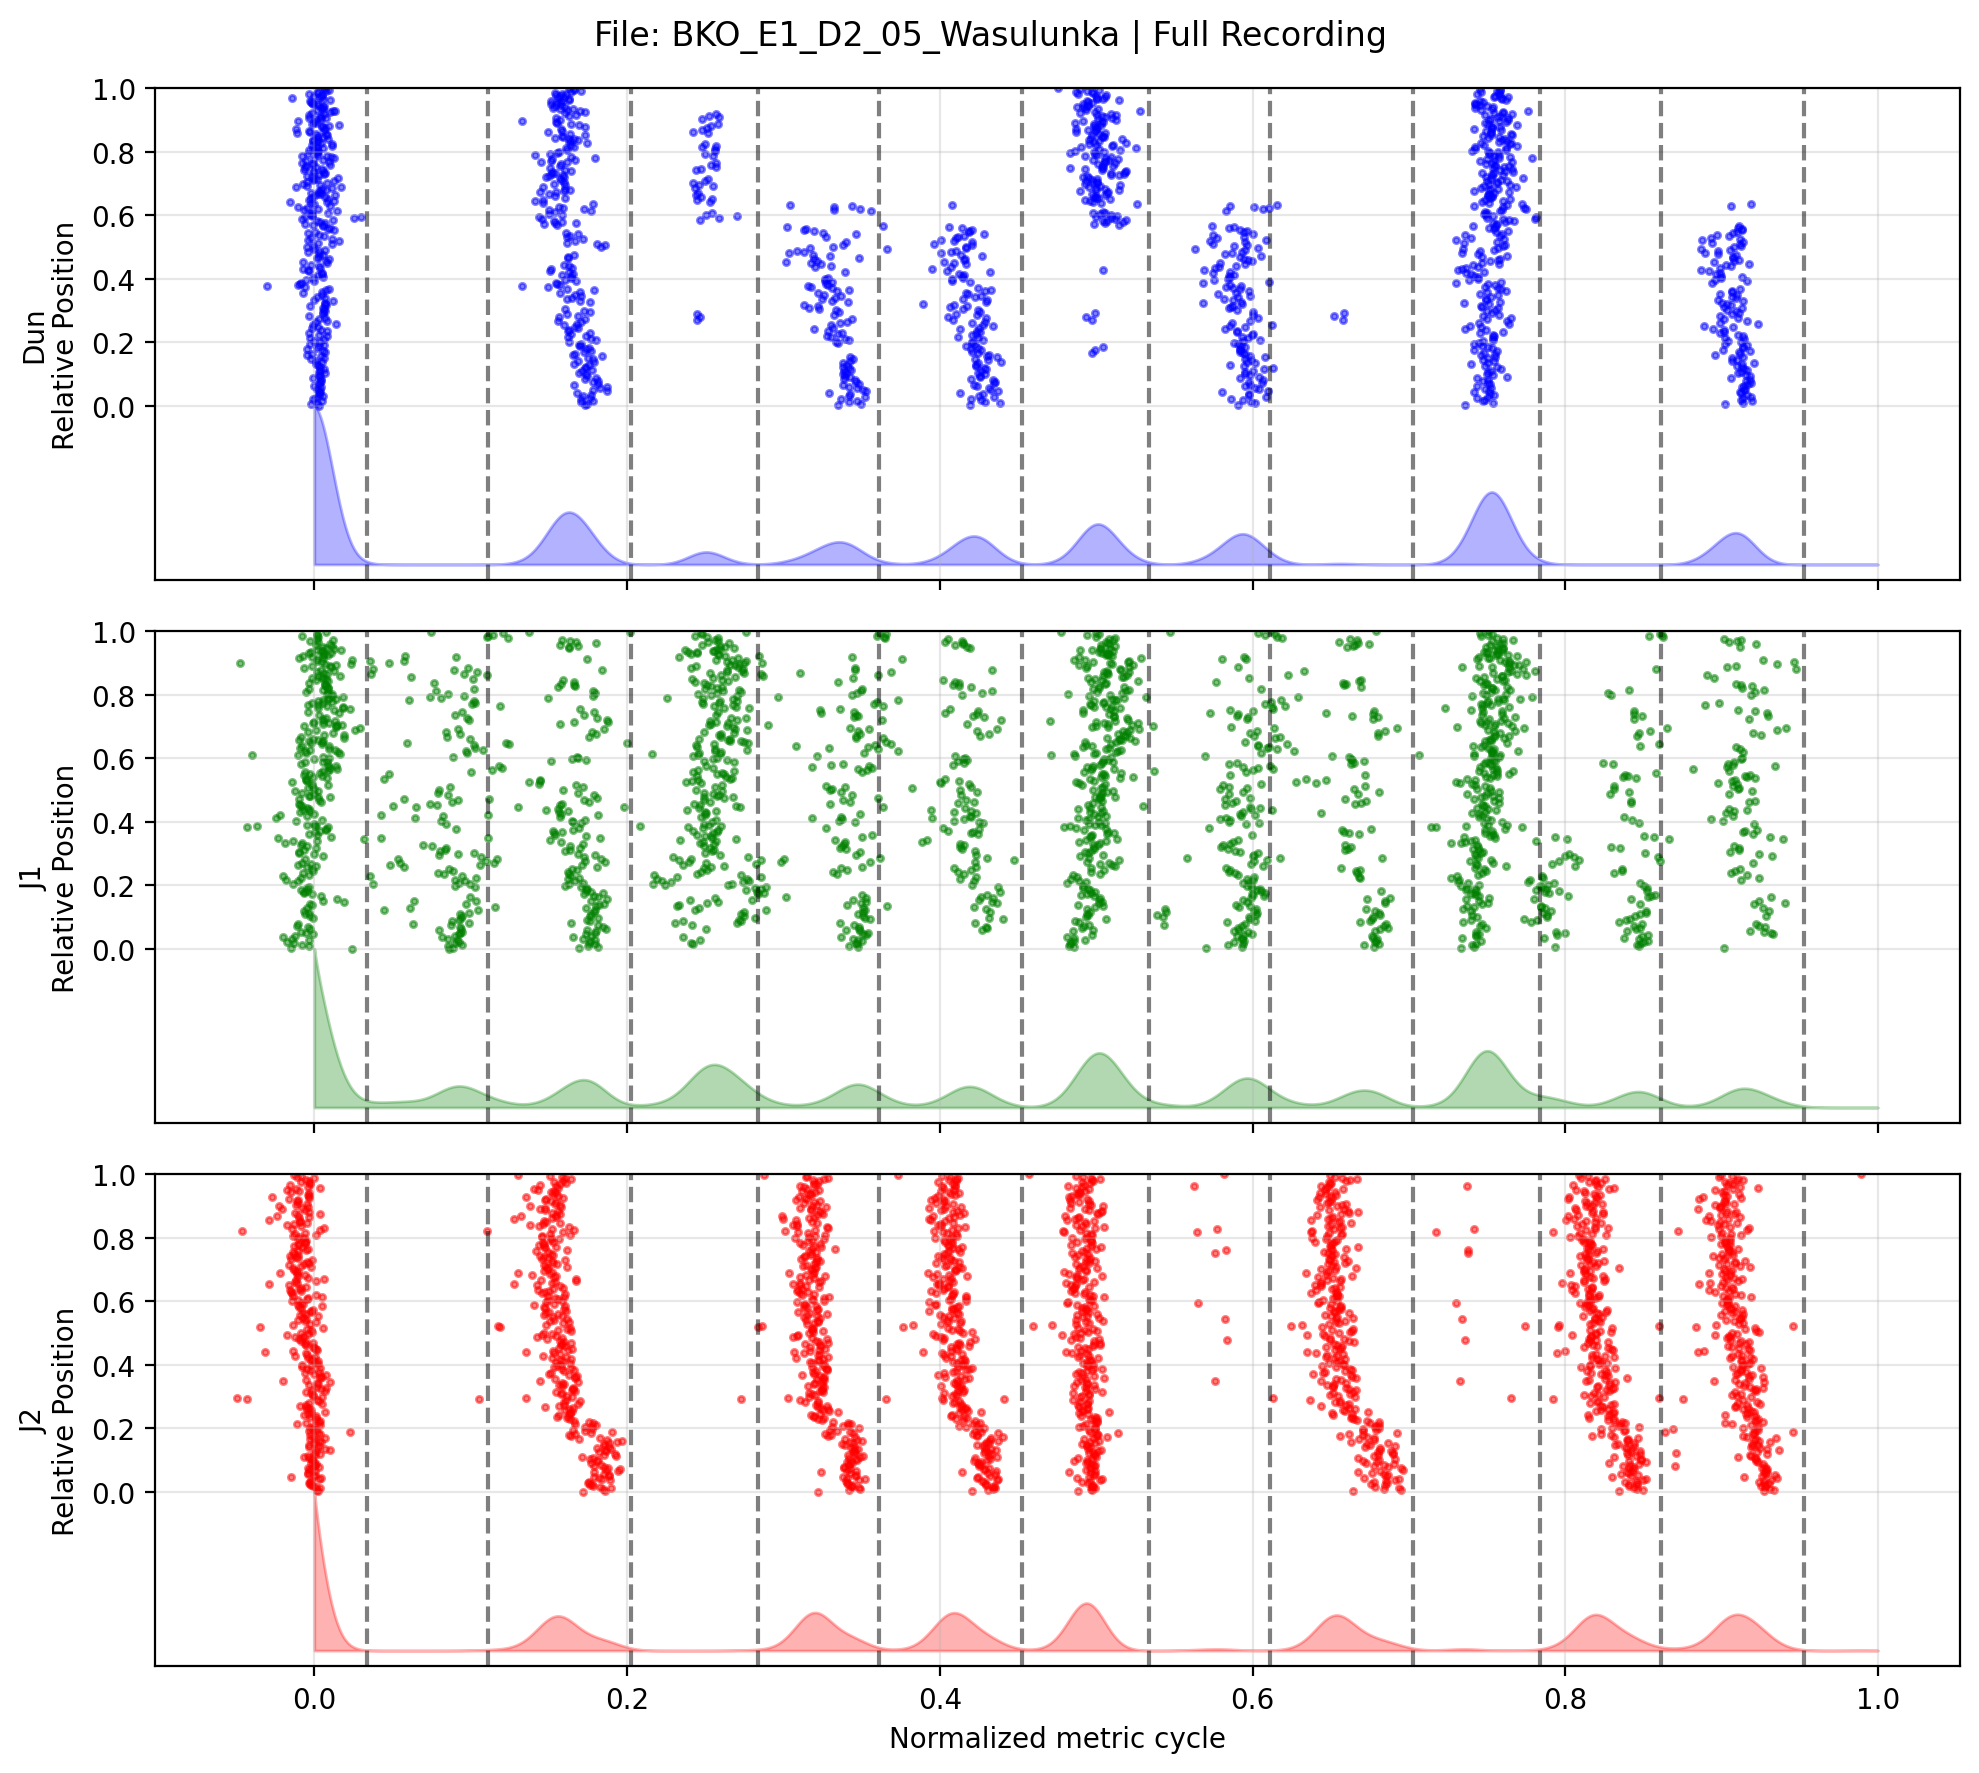 File: BKO_E1_D2_05_Wasulunka | Full Recording
1.0
0.8
0.6
0.4
0.2
0.0
Dun
Relative Position
1.0
0.8
0.6
0.4
0.2
0.0
J1
Relative Position
1.0
0.8
0.6
0.4
0.2
0.0
J2
Relative Position
0.0 0.2 0.4 0.6 0.8 1.0
Normalized metric cycle